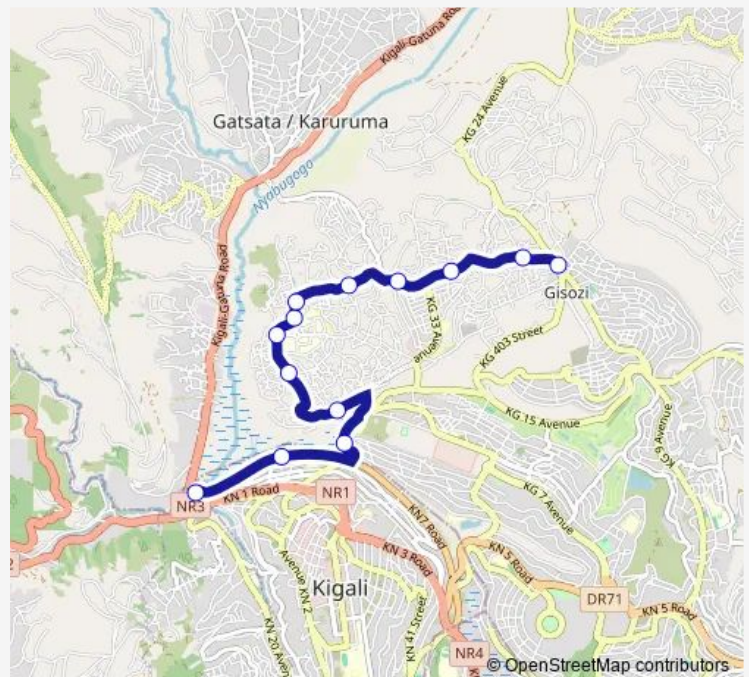 Kigali-Gatuna Road
KG 24 Avenue
Gatsata / Karuruma
Nyabugogo
Kigali-Gatuna Road
Gisozi
KG 33 Avenue
KG 403 Street
KG 15 Avenue
KG 9 Avenue
NR3
KN 1 Road
NR1
KG 7 Avenue
KN7 Road
KN 3 Road
KN 5 Road
Avenue KN 2
Kigali
DR71
KN 5 Road
KN 41 Street
KN 20 Aven
NR4
© OpenStreetMap contributors